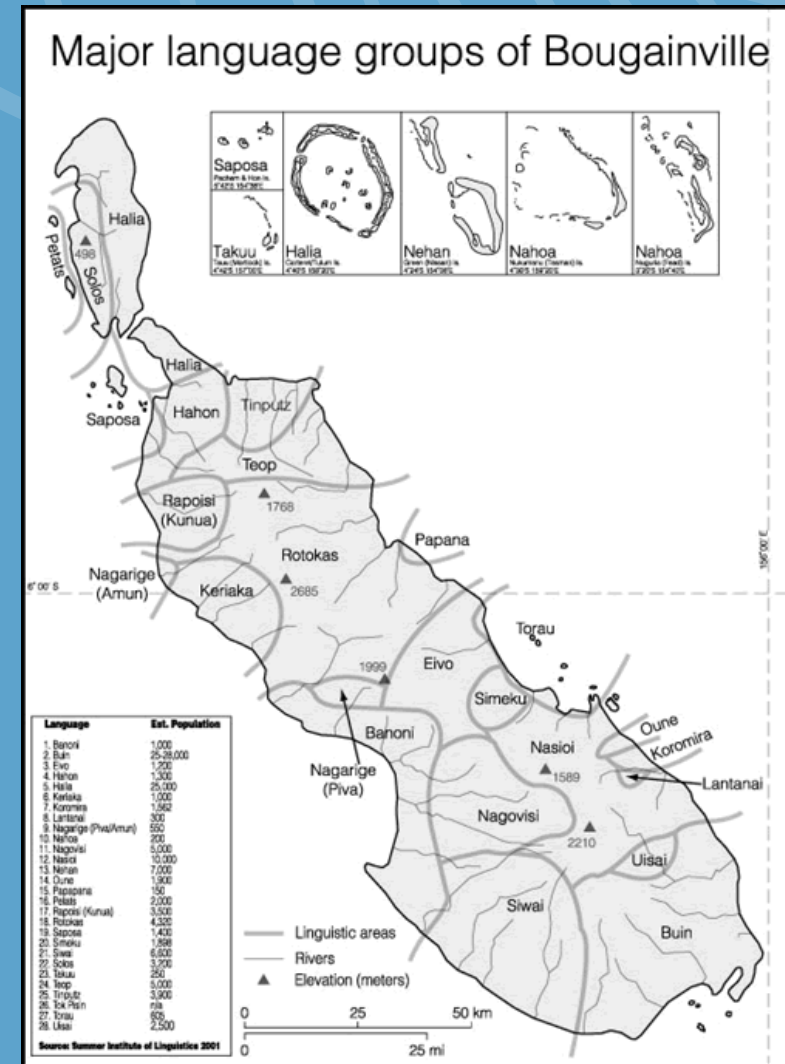 Major language groups of Bougainville
Saposa
Takuu
Halia
Nehan
Nahoa
Nahoa
Halia
Petats
498
Solos
Halia
Saposa
Hahon
Tinputz
Teop
Rapoisi
(Kunua)
1768
Papana
Rotokas
Nagarige
(Amun)
Keriaka
2685
6° 00' S
156°00' E
Torau
1999
Eivo
Simeku
Oune
Banoni
Nasioi
Koromira
Nagarige
(Piva)
1589
Lantanai
Nagovisi
2210
Uisai
Siwai
Buin
Language Est. Population
1. Banoni 1,000
2. Buin 25-28,000
3. Eivo 1,200
4. Hahon 1,300
5. Halia 25,000
6. Keriaka 1,000
7. Koromira 1,562
8. Lantanai 300
9. Nagarige (Piva/Amun) 550
10. Nahoa 200
11. Nagovisi 5,000
12. Nasioi 10,000
13. Nehan 7,000
14. Oune 1,900
15. Papapana 150
16. Petats 2,000
17. Rapoisi (Kunua) 3,500
18. Rotokas 4,320
19. Saposa 1,400
20. Simeku 1,898
21. Siwai 6,600
22. Solos 3,200
23. Takuu 250
24. Teop 5,000
25. Tinputz 3,900
26. Tok Pisin n/a
27. Torau 605
28. Uisai 2,500
Source: Summer Institute of Linguistics 2001
Linguistic areas
Rivers
Elevation (meters)
0 25 50 km
0 25 mi